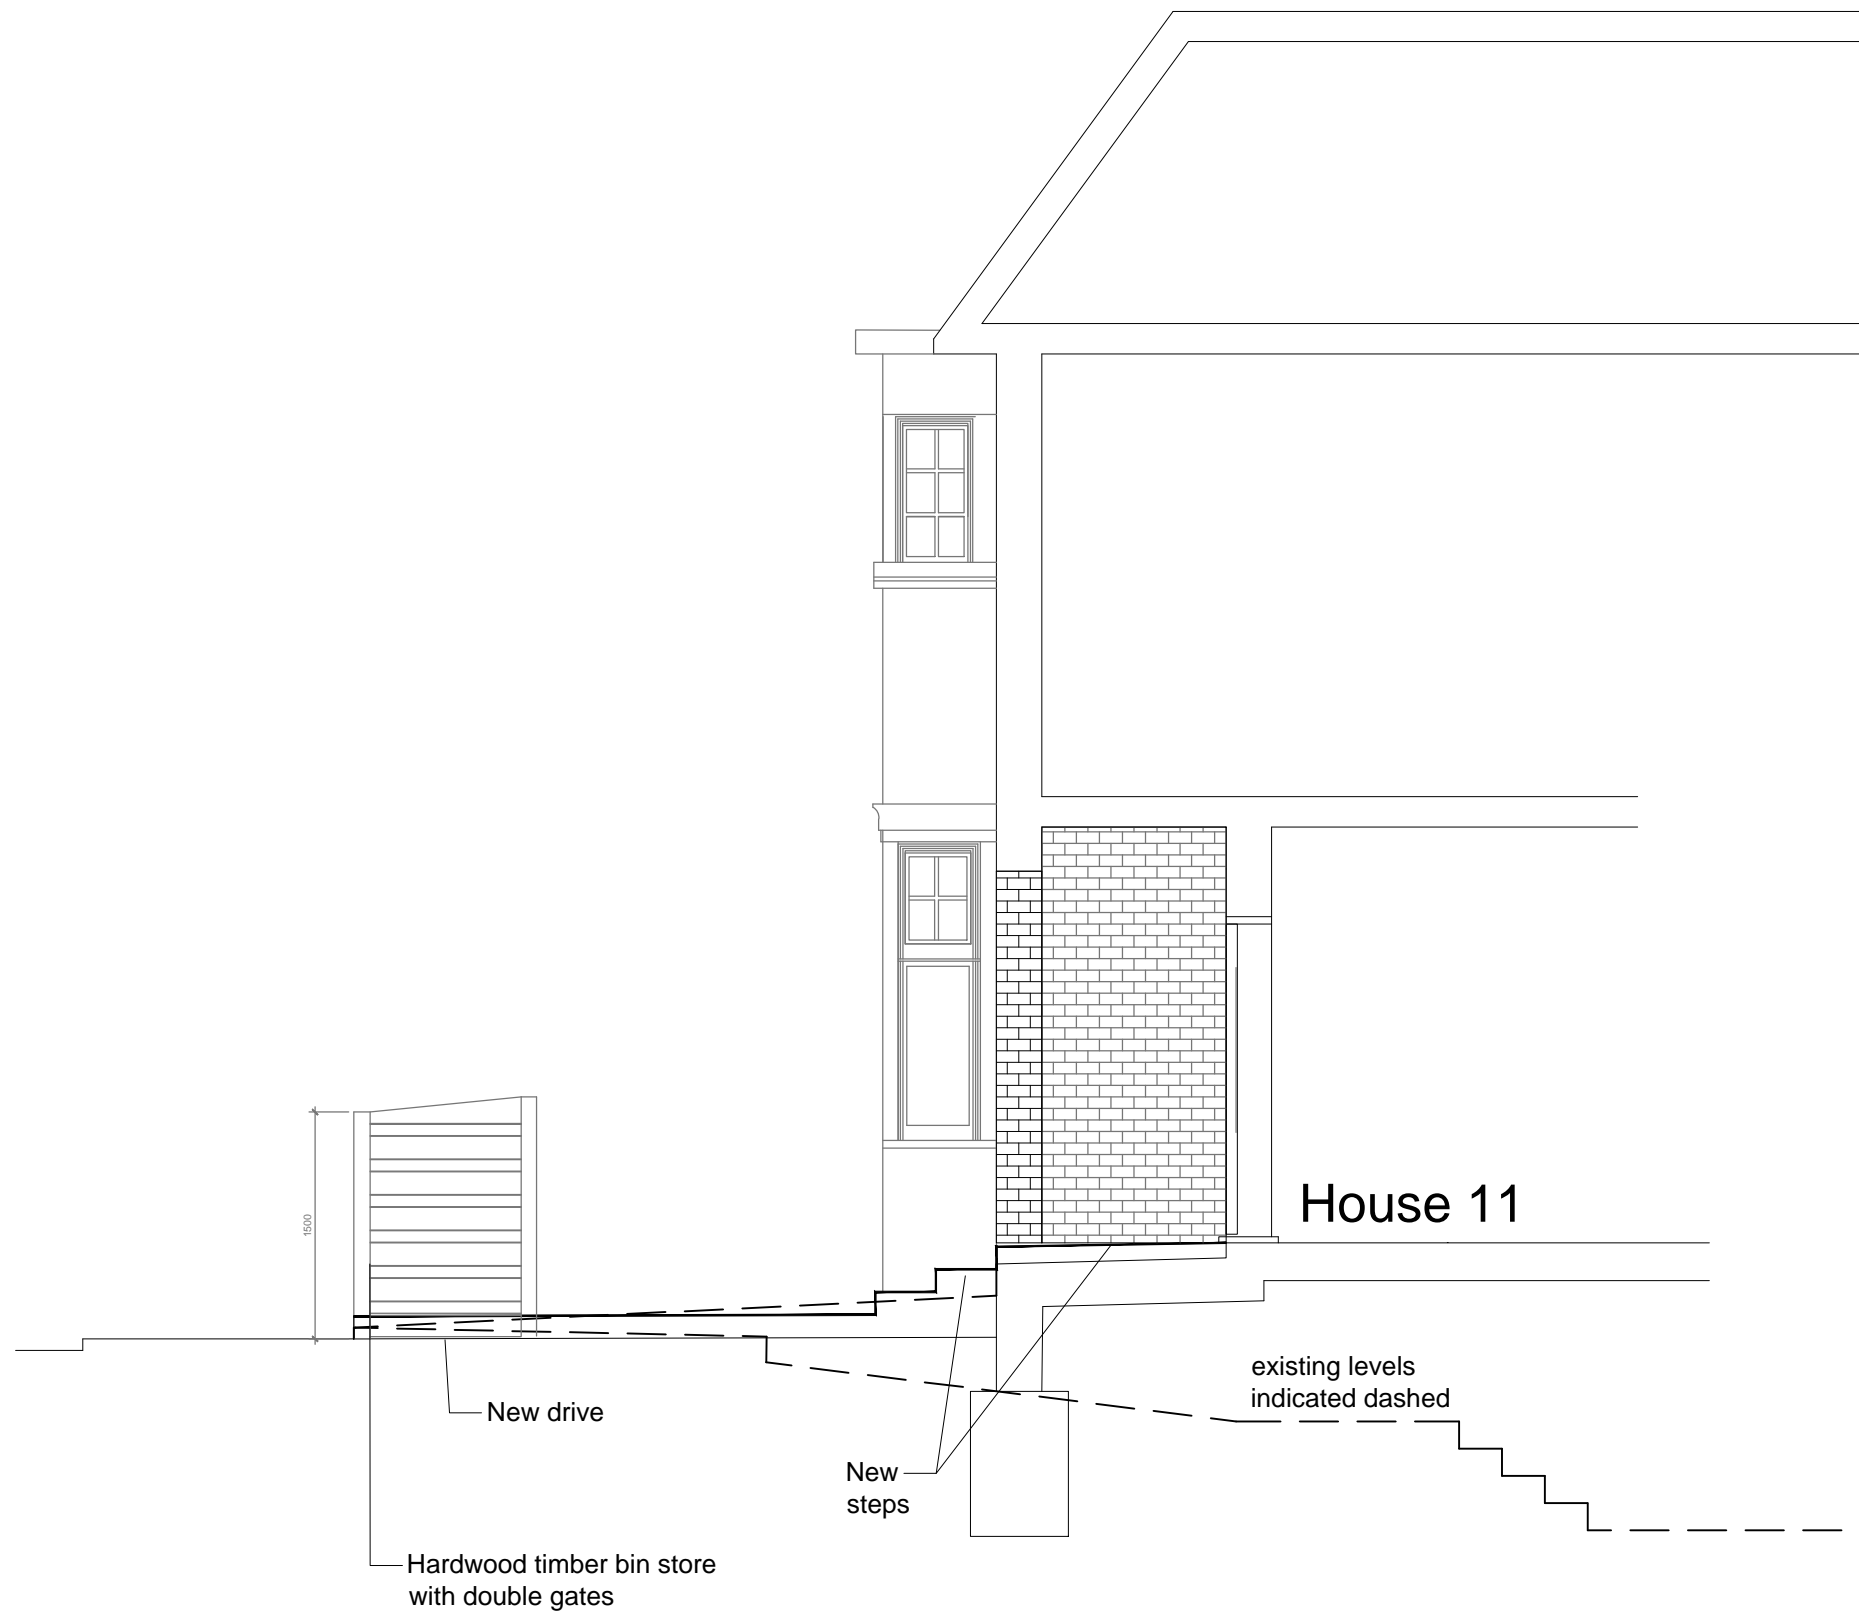 House 11
1500
existing levels
indicated dashed
New drive
New
steps
Hardwood timber bin store
with double gates